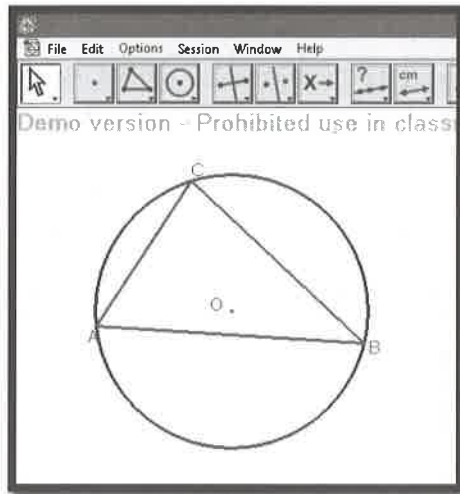 File Edit Options Session Window Help
X→ ? cm
Demo version - Prohibited use in class
C
O
A
B